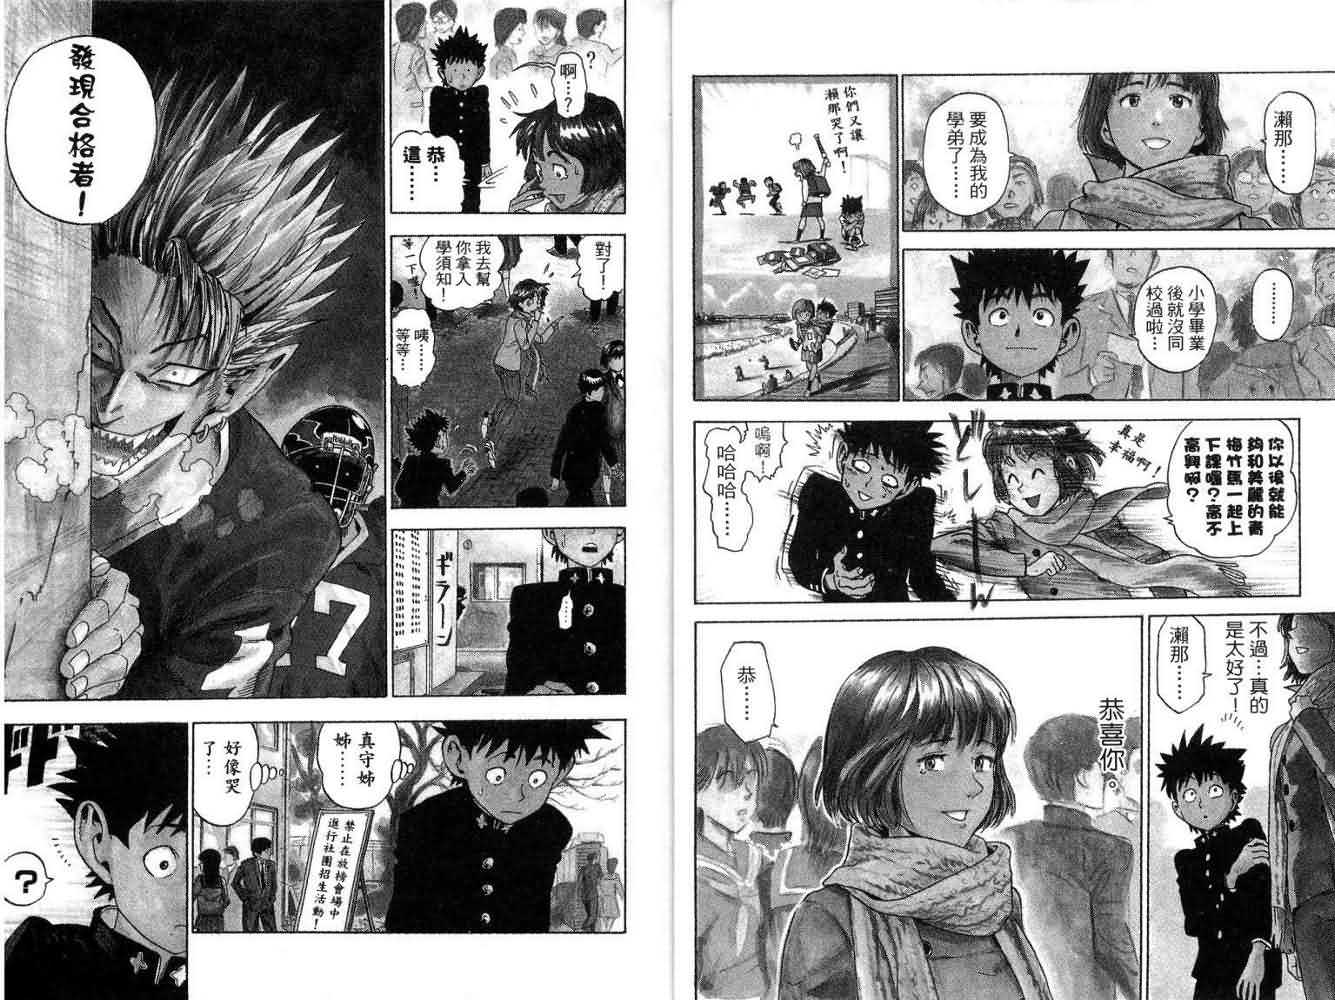 瀨那……
要成為我的
學弟了……
你們又讓
瀨那哭了啊！
………
小學畢業
後就沒同
校過啦…
你以後就能
夠和美麗的青
梅竹馬一起上
下課囉？高不
高興啊？
真是
幸福啊！
嗚啊！
哈哈哈……
不過…真的
是太好了！
瀨那……
恭喜你。
恭……
？
啊…？
恭…
這……
對了！
我去幫
你拿入
學須知！
等一下喔！
咦……
等等…
……
ギラーン
發現合格者！
17
真守姊
姊……
好像哭
了…
禁止在放榜會場中
進行社團招生活動！
ドドド
？